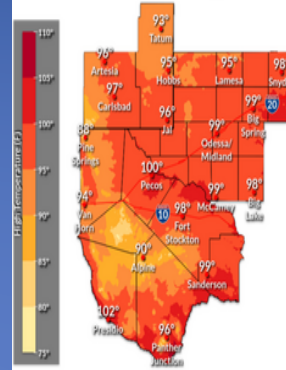 93°
Tatum
96°
Artesia
95°
Hobbs
95°
Lamesa
98°
Snyd
97°
Carlsbad
96°
Jal
99°
Big
Spring
20
88°
Pine
Springs
99°
Odessa/
Midland
100°
Pecos
94°
Van
Horn
10
98°
Fort
Stockton
99°
McCamey
98°
Big
Lake
90°
Alpine
99°
Sanderson
102°
Presidio
96°
Panther
Junction
High Temperature (F)
110°
105°
100°
95°
90°
85°
80°
75°